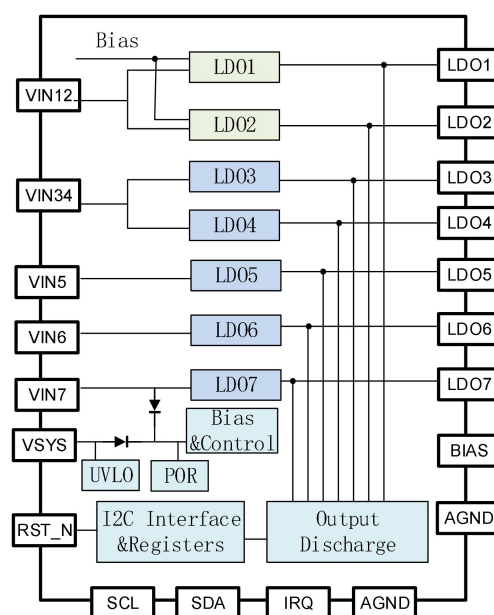 Bias
LDO1
LDO1
VIN12
LDO2
LDO2
LDO3
LDO3
VIN34
LDO4
LDO4
LDO5
LDO5
VIN5
LDO6
LDO6
VIN6
LDO7
LDO7
VIN7
Bias
&Control
VSYS
BIAS
UVLO
POR
I2C Interface
&Registers
Output
Discharge
RST_N
AGND
SCL
SDA
IRQ
AGND